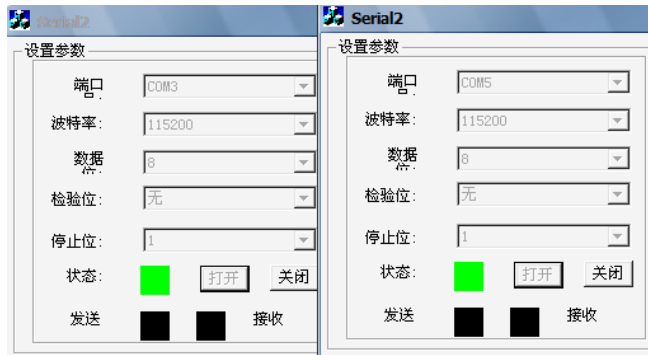 Serial2
设置参数
端口
COM3
波特率:
115200
数据
8
检验位:
无
停止位:
1
状态:
打开 关闭
发送 接收
Serial2
设置参数
端口
COM5
波特率:
115200
数据
8
检验位:
无
停止位:
1
状态:
打开 关闭
发送 接收